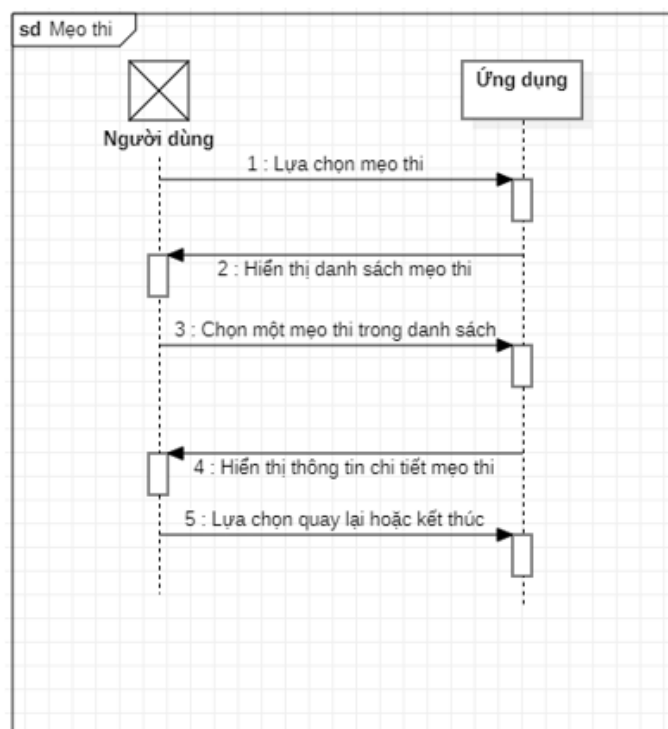 sd Mẹo thi
Ứng dụng
Người dùng
1 : Lựa chọn mẹo thi
2 : Hiển thị danh sách mẹo thi
3 : Chọn một mẹo thi trong danh sách
4 : Hiển thị thông tin chi tiết mẹo thi
5 : Lựa chọn quay lại hoặc kết thúc